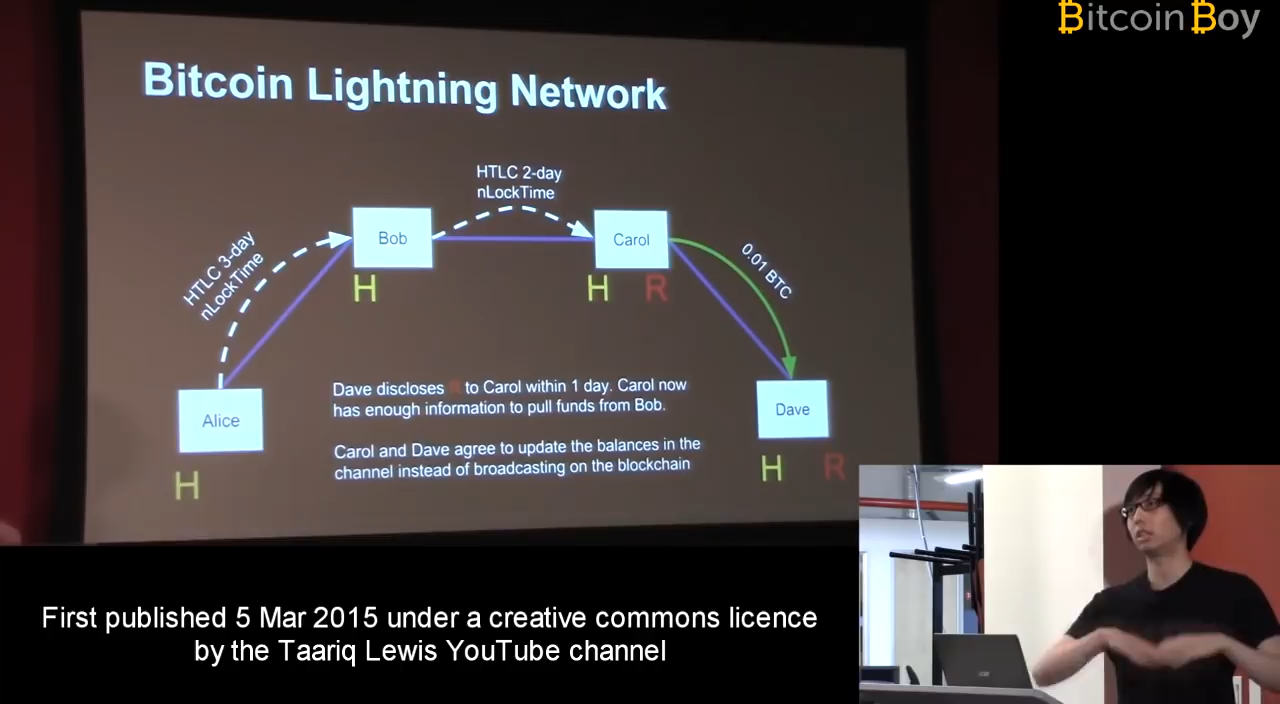 Bitcoin Boy
Bitcoin Lightning Network
HTLC 2-day
nLockTime
HTLC 3-day
nLockTime
Bob
Carol
0.01 BTC
H
H R
Dave discloses R to Carol within 1 day. Carol now
has enough information to pull funds from Bob.
Alice
Dave
Carol and Dave agree to update the balances in the
channel instead of broadcasting on the blockchain
H
H R
First published 5 Mar 2015 under a creative commons licence
by the Taariq Lewis YouTube channel